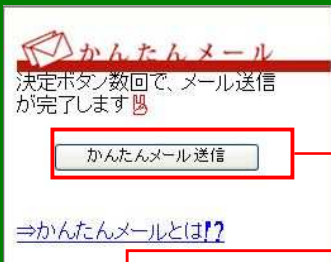 かんたんメール
決定ボタン数回で、メール送信
が完了します
かんたんメール送信
⇒かんたんメールとは!?